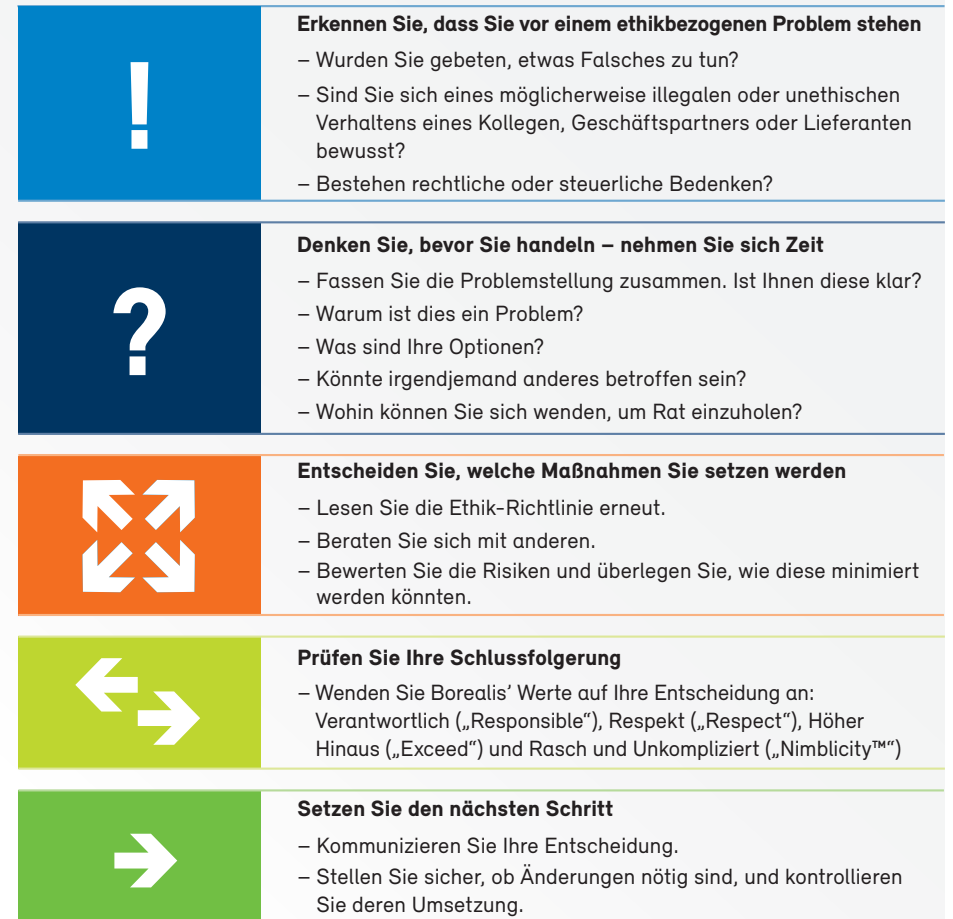 !
Erkennen Sie, dass Sie vor einem ethikbezogenen Problem stehen
– Wurden Sie gebeten, etwas Falsches zu tun?
– Sind Sie sich eines möglicherweise illegalen oder unethischen
Verhaltens eines Kollegen, Geschäftspartners oder Lieferanten
bewusst?
– Bestehen rechtliche oder steuerliche Bedenken?
?
Denken Sie, bevor Sie handeln – nehmen Sie sich Zeit
– Fassen Sie die Problemstellung zusammen. Ist Ihnen diese klar?
– Warum ist dies ein Problem?
– Was sind Ihre Optionen?
– Könnte irgendjemand anderes betroffen sein?
– Wohin können Sie sich wenden, um Rat einzuholen?
Entscheiden Sie, welche Maßnahmen Sie setzen werden
– Lesen Sie die Ethik-Richtlinie erneut.
– Beraten Sie sich mit anderen.
– Bewerten Sie die Risiken und überlegen Sie, wie diese minimiert
werden könnten.
Prüfen Sie Ihre Schlussfolgerung
– Wenden Sie Borealis’ Werte auf Ihre Entscheidung an:
Verantwortlich („Responsible“), Respekt („Respect“), Höher
Hinaus („Exceed“) und Rasch und Unkompliziert („Nimblicity™“)
Setzen Sie den nächsten Schritt
– Kommunizieren Sie Ihre Entscheidung.
– Stellen Sie sicher, ob Änderungen nötig sind, und kontrollieren
Sie deren Umsetzung.